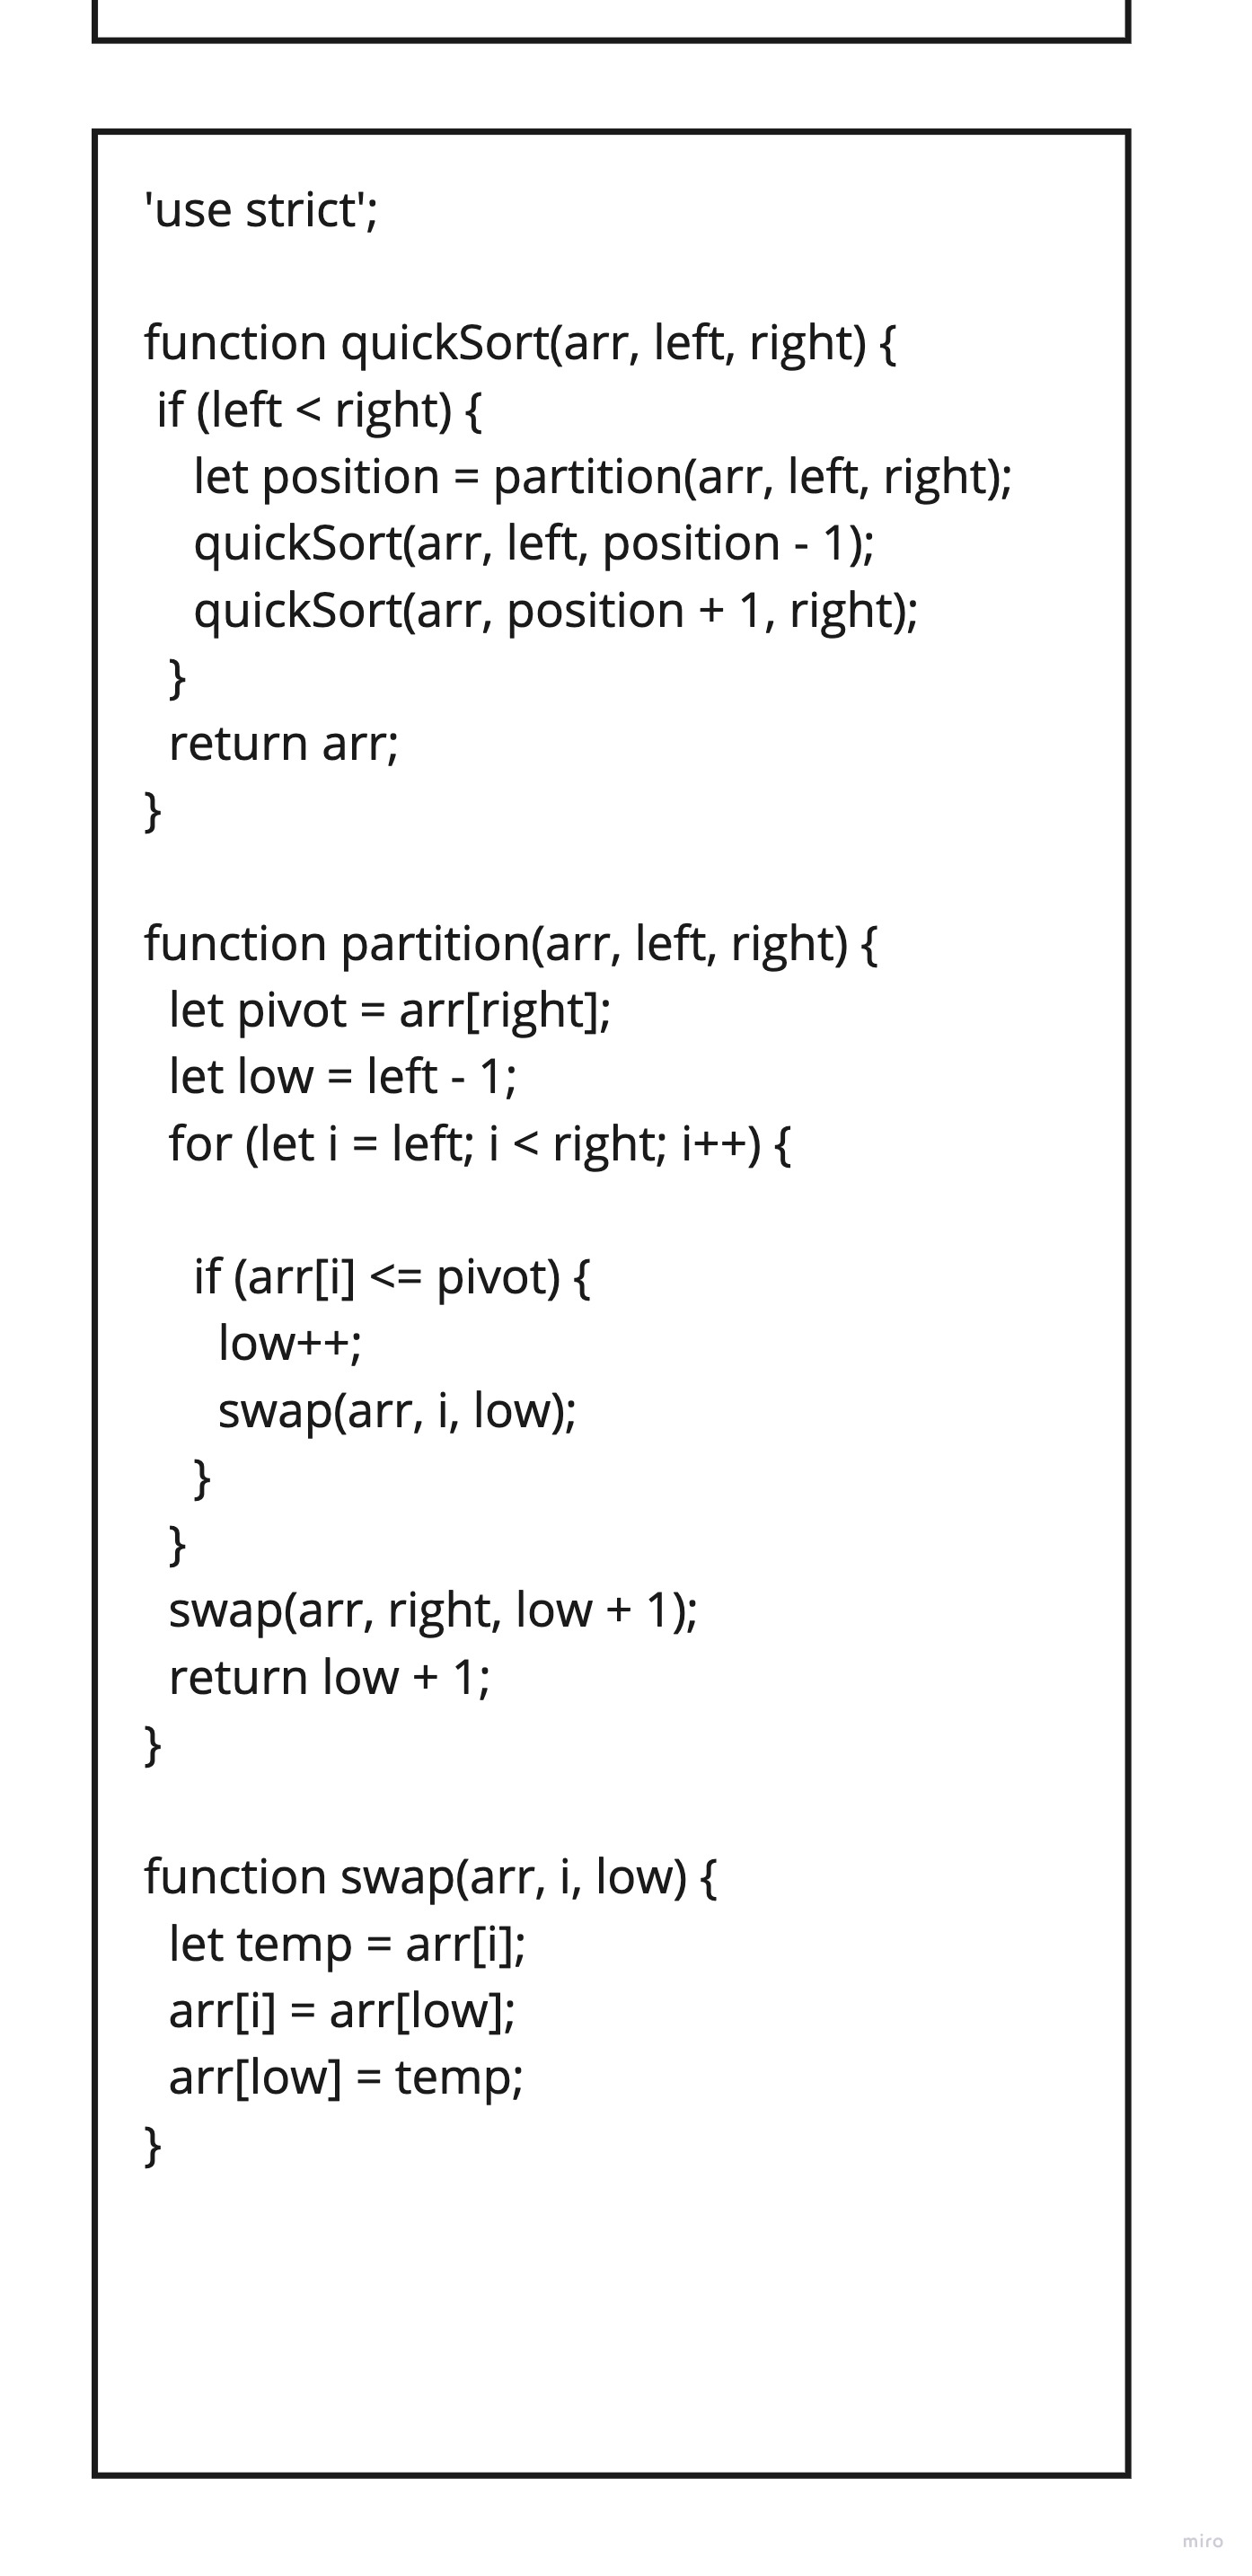 'use strict';
function quickSort(arr, left, right) {
 if (left < right) {
    let position = partition(arr, left, right);
    quickSort(arr, left, position - 1);
    quickSort(arr, position + 1, right);
  }
  return arr;
}
function partition(arr, left, right) {
  let pivot = arr[right];
  let low = left - 1;
  for (let i = left; i < right; i++) {
    if (arr[i] <= pivot) {
      low++;
      swap(arr, i, low);
    }
  }
  swap(arr, right, low + 1);
  return low + 1;
}
function swap(arr, i, low) {
  let temp = arr[i];
  arr[i] = arr[low];
  arr[low] = temp;
}
miro